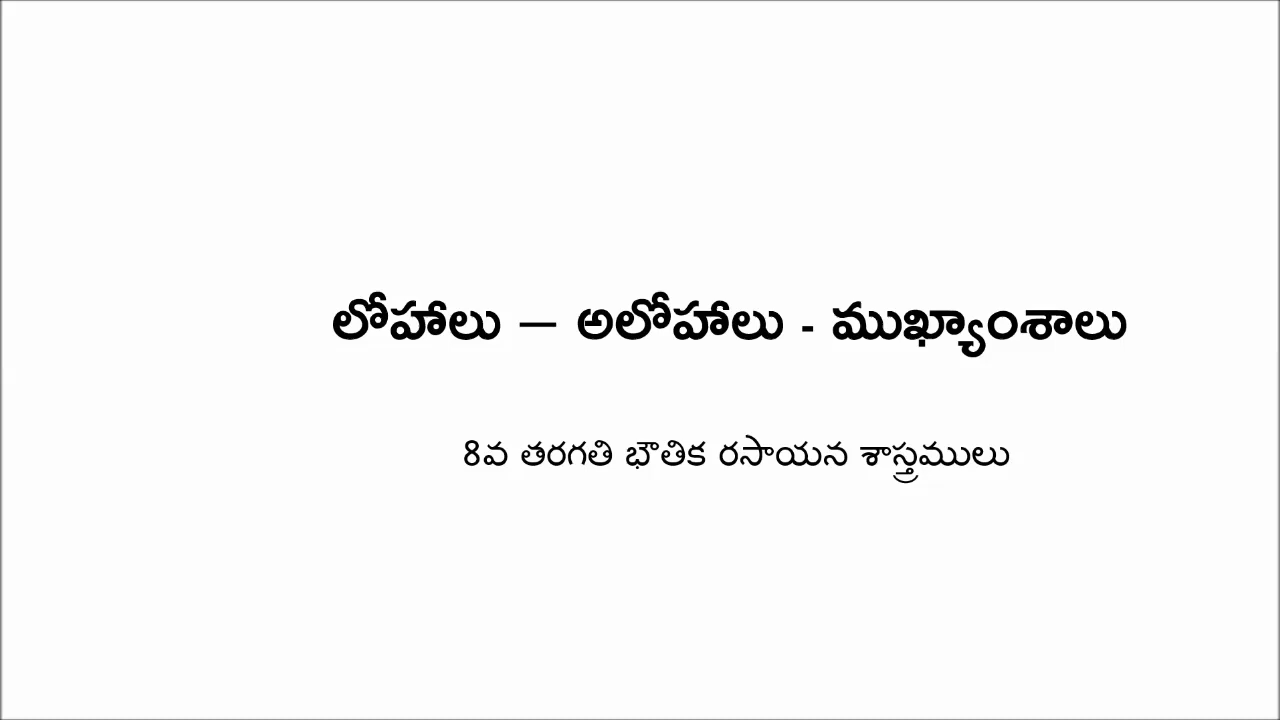 లోహాలు – అలోహాలు - ముఖ్యాంశాలు
8వ తరగతి భౌతిక రసాయన శాస్త్రములు